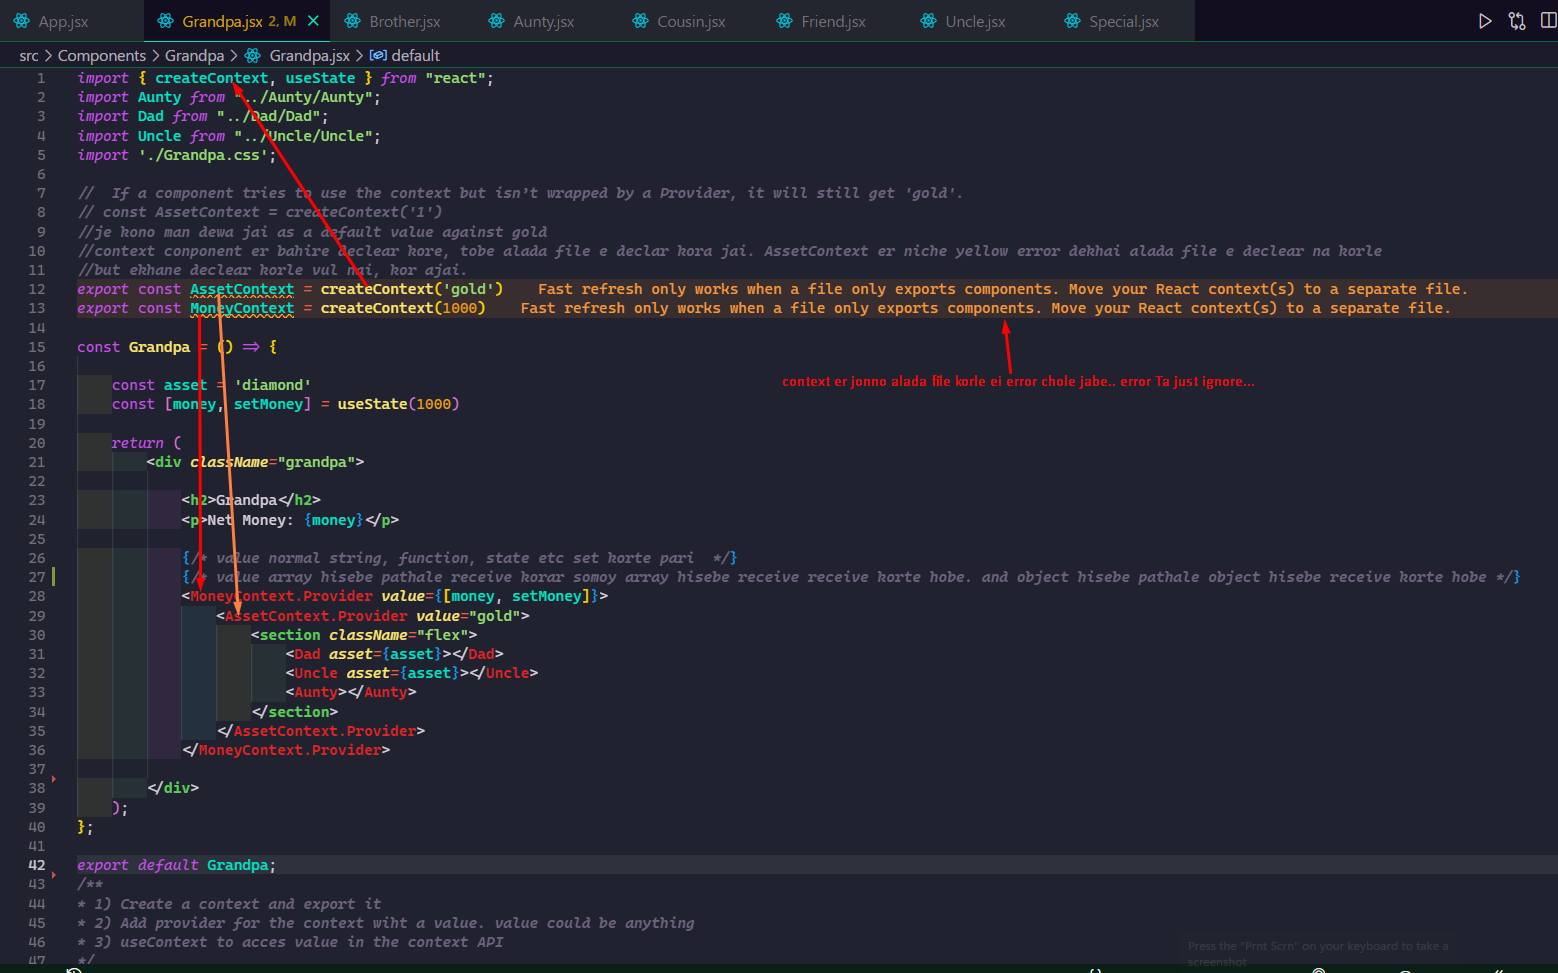 App.jsx Grandpa.jsx 2, M Brother.jsx Aunty.jsx Cousin.jsx Friend.jsx Uncle.jsx Special.jsx
src > Components > Grandpa > Grandpa.jsx > default
1 import { createContext, useState } from "react";
2 import Aunty from "../Aunty/Aunty";
3 import Dad from "../Dad/Dad";
4 import Uncle from "../Uncle/Uncle";
5 import './Grandpa.css';
6
7 //  If a component tries to use the context but isn’t wrapped by a Provider, it will still get 'gold'.
8 // const AssetContext = createContext('1')
9 //je kono man dewa jai as a default value against gold
10 //context conponent er bahire declear kore, tobe alada file e declar kora jai. AssetContext er niche yellow error dekhai alada file e declear na korle
11 //but ekhane declear korle vul nai, kor ajai.
12 export const AssetContext = createContext('gold') Fast refresh only works when a file only exports components. Move your React context(s) to a separate file.
13 export const MoneyContext = createContext(1000) Fast refresh only works when a file only exports components. Move your React context(s) to a separate file.
14
15 const Grandpa = () => {
16
17 const asset = 'diamond'
context er jonno alada file korle ei error chole jabe.. error Ta just ignore...
18 const [money, setMoney] = useState(1000)
19
20 return (
21 <div className="grandpa">
22
23 <h2>Grandpa</h2>
24 <p>Net Money: {money}</p>
25
26 {/* value normal string, function, state etc set korte pari  */}
27 {/* value array hisebe pathale receive korar somoy array hisebe receive receive korte hobe. and object hisebe pathale object hisebe receive korte hobe */}
28 <MoneyContext.Provider value={[money, setMoney]}>
29 <AssetContext.Provider value="gold">
30 <section className="flex">
31 <Dad asset={asset}></Dad>
32 <Uncle asset={asset}></Uncle>
33 <Aunty></Aunty>
34 </section>
35 </AssetContext.Provider>
36 </MoneyContext.Provider>
37
38 </div>
39 );
40 };
41
42 export default Grandpa;
43 /**
44 * 1) Create a context and export it
45 * 2) Add provider for the context wiht a value. value could be anything
46 * 3) useContext to acces value in the context API
47 */
Press the "Prnt Scrn" on your keyboard to take a
screenshot